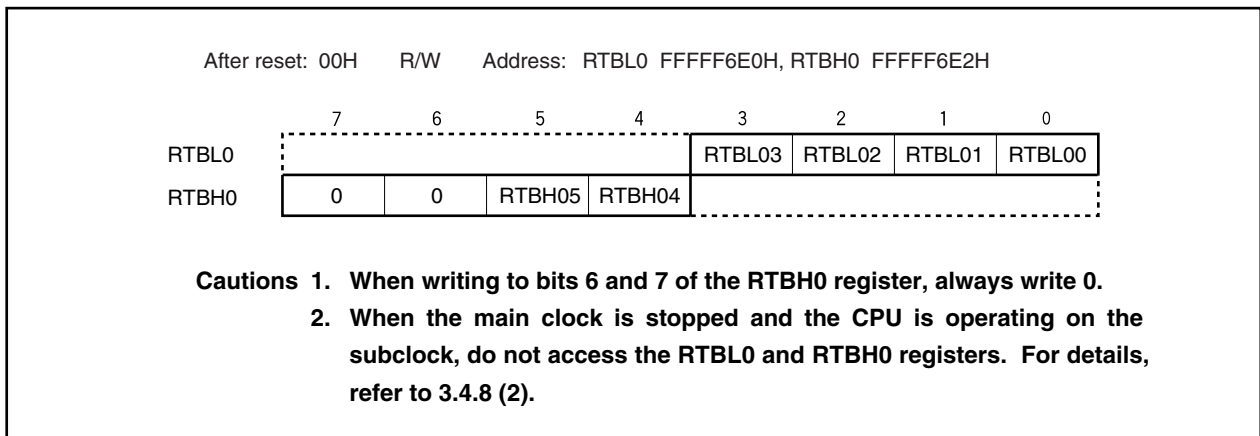 After reset: 00H R/W Address: RTBL0 FFFFF6E0H, RTBH0 FFFFF6E2H
7 6 5 4 3 2 1 0
RTBL0 RTBL03 RTBL02 RTBL01 RTBL00
RTBH0 0 0 RTBH05 RTBH04
Cautions 1. When writing to bits 6 and 7 of the RTBH0 register, always write 0.
2. When the main clock is stopped and the CPU is operating on the
subclock, do not access the RTBL0 and RTBH0 registers. For details,
refer to 3.4.8 (2).